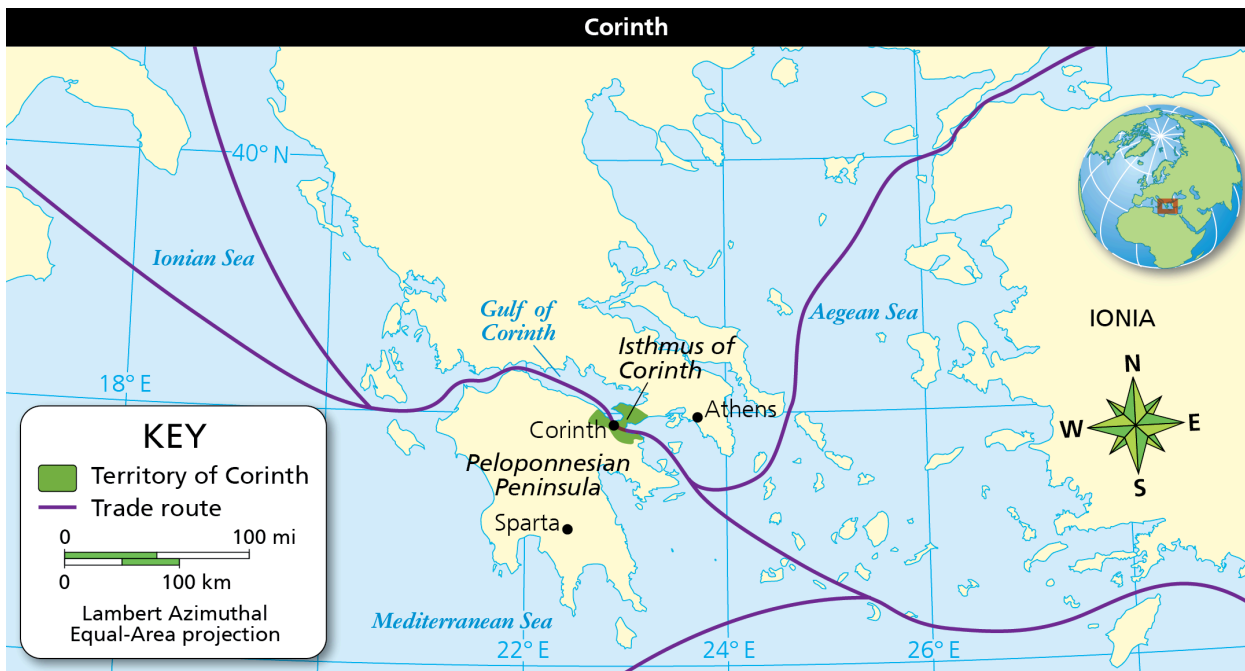 Corinth
40° N
Ionian Sea
Gulf of
Corinth
Aegean Sea
IONIA
Isthmus of
Corinth
N
18° E
Athens
W
E
Corinth
KEY
Territory of Corinth
Peloponnesian
Peninsula
S
Trade route
Sparta
0
100 mi
0
100 km
Lambert Azimuthal
Equal-Area projection
Mediterranean Sea
22° E
24° E
26° E